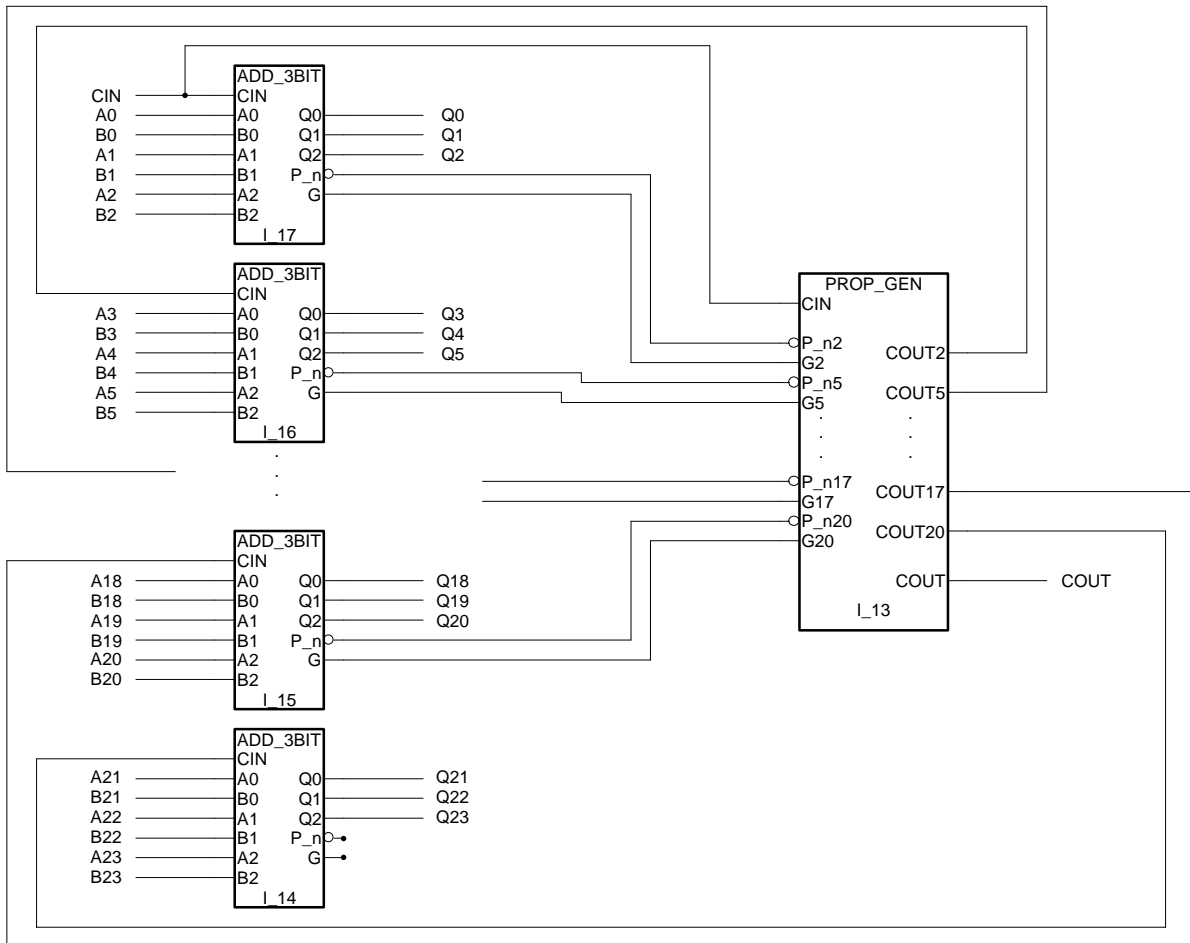 ADD_3BIT
CIN CIN
A0 A0 Q0 Q0
B0 B0 Q1 Q1
A1 A1 Q2 Q2
B1 B1 P_n
A2 A2 G
B2 B2
I_17
ADD_3BIT
CIN
A3 A0 Q0 Q3
B3 B0 Q1 Q4
A4 A1 Q2 Q5
B4 B1 P_n
A5 A2 G
B5 B2
I_16
.
.
.
ADD_3BIT
CIN
A18 A0 Q0 Q18
B18 B0 Q1 Q19
A19 A1 Q2 Q20
B19 B1 P_n
A20 A2 G
B20 B2
I_15
ADD_3BIT
CIN
A21 A0 Q0 Q21
B21 B0 Q1 Q22
A22 A1 Q2 Q23
B22 B1 P_n
A23 A2 G
B23 B2
I_14
PROP_GEN
CIN
P_n2
G2 COUT2
P_n5
G5 COUT5
. .
. .
. .
P_n17
G17 COUT17
P_n20
G20 COUT20
COUT COUT
I_13